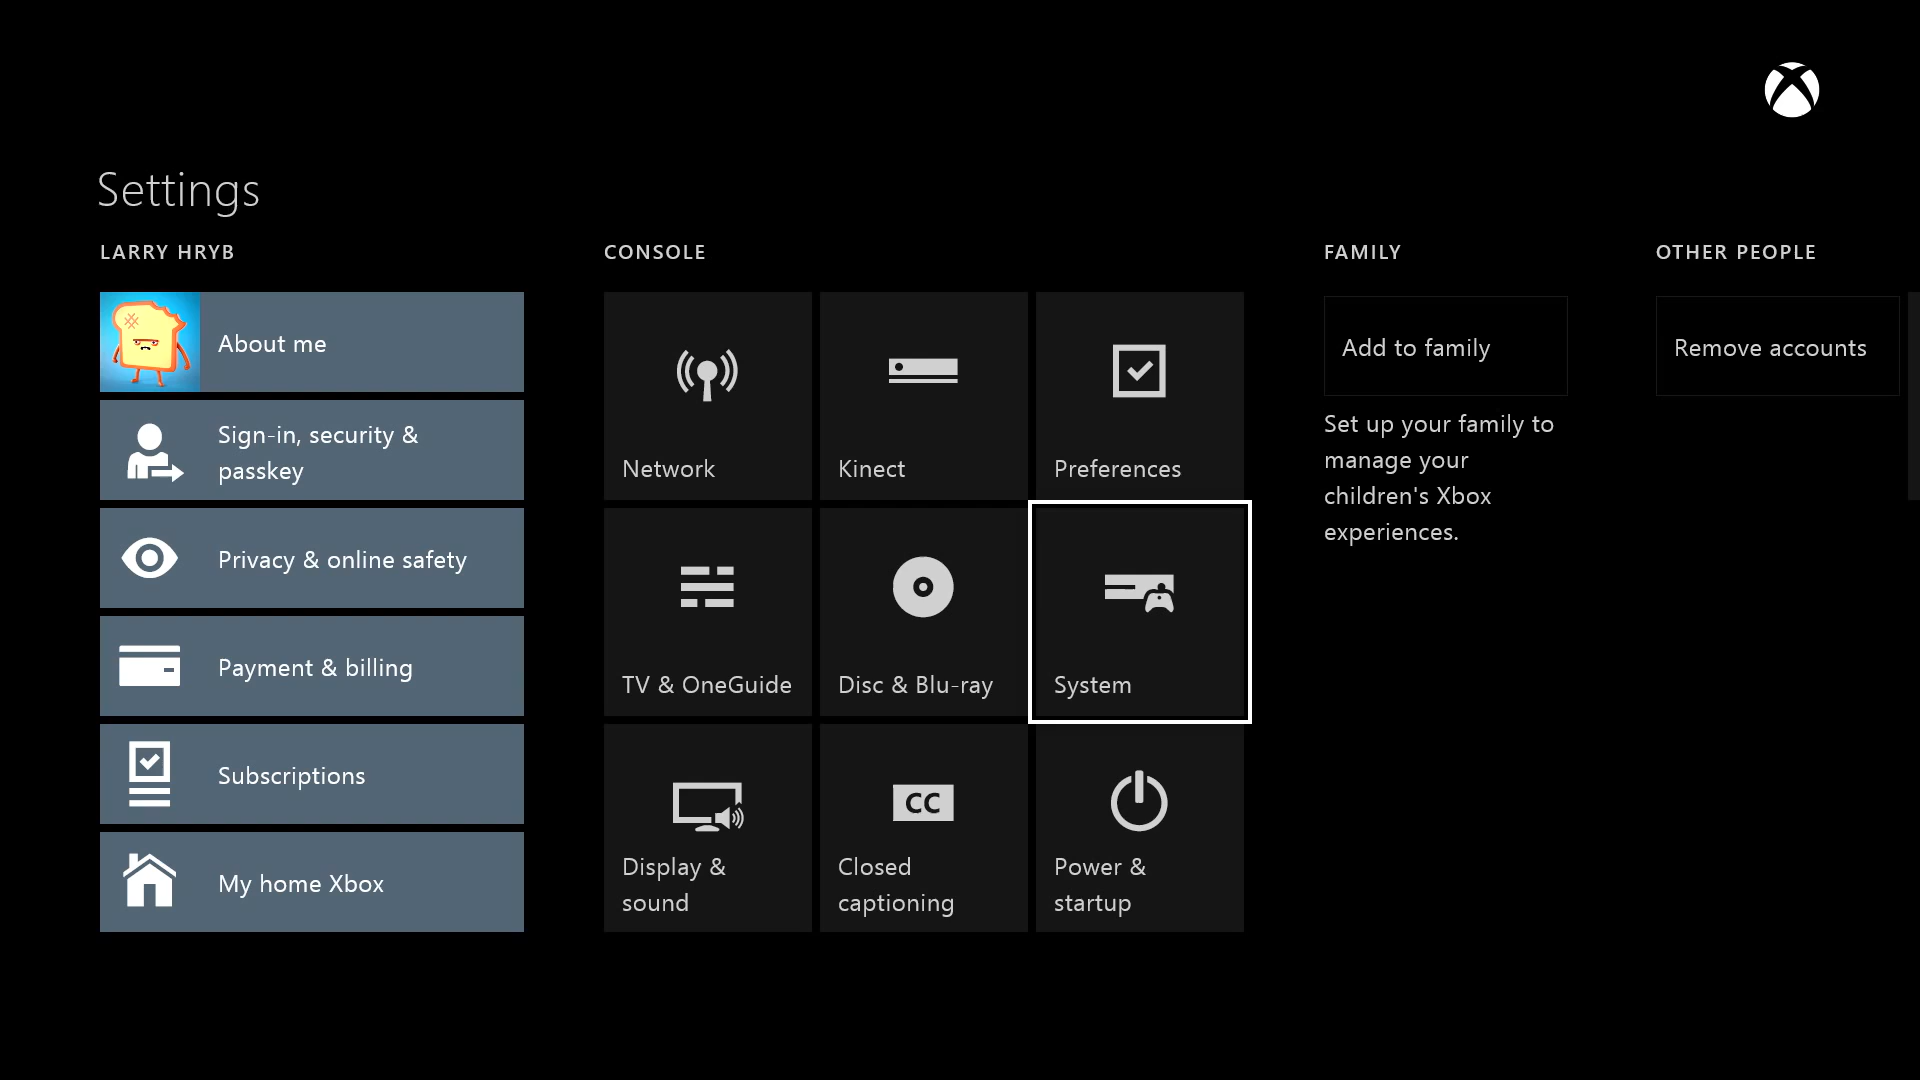 Settings
LARRY HRYB
About me
Sign-in, security &
passkey
Privacy & online safety
Payment & billing
Subscriptions
My home Xbox
CONSOLE
Network
Kinect
Preferences
TV & OneGuide
Disc & Blu-ray
System
Display &
sound
CC
Closed
captioning
Power &
startup
FAMILY
Add to family
Set up your family to
manage your
children's Xbox
experiences.
OTHER PEOPLE
Remove accounts